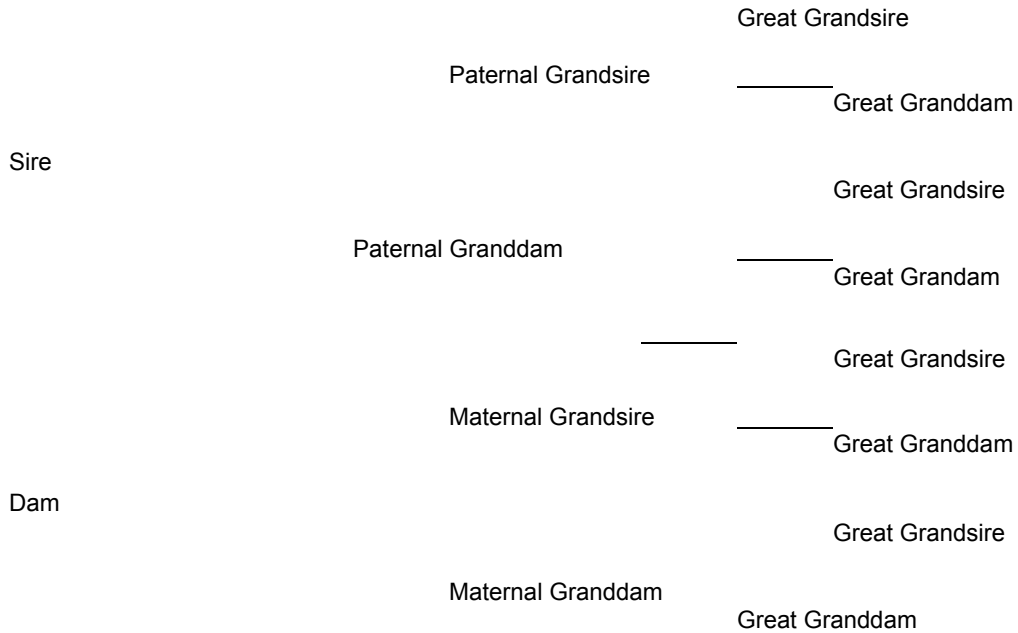 Great Grandsire
Paternal Grandsire
Great Granddam
Sire
Great Grandsire
Paternal Granddam
Great Grandam
Great Grandsire
Maternal Grandsire
Great Granddam
Dam
Great Grandsire
Maternal Granddam
Great Granddam